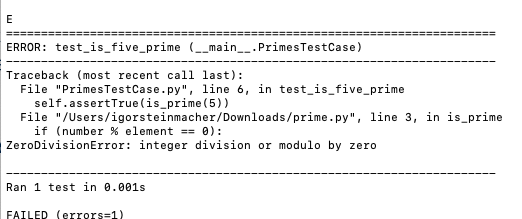 E
======================================================================
ERROR: test_is_five_prime (__main__.PrimesTestCase)
----------------------------------------------------------------------
Traceback (most recent call last):
  File "PrimesTestCase.py", line 6, in test_is_five_prime
    self.assertTrue(is_prime(5))
  File "/Users/igorsteinmacher/Downloads/prime.py", line 3, in is_prime
    if (number % element == 0):
ZeroDivisionError: integer division or modulo by zero
----------------------------------------------------------------------
Ran 1 test in 0.001s
FAILED (errors=1)